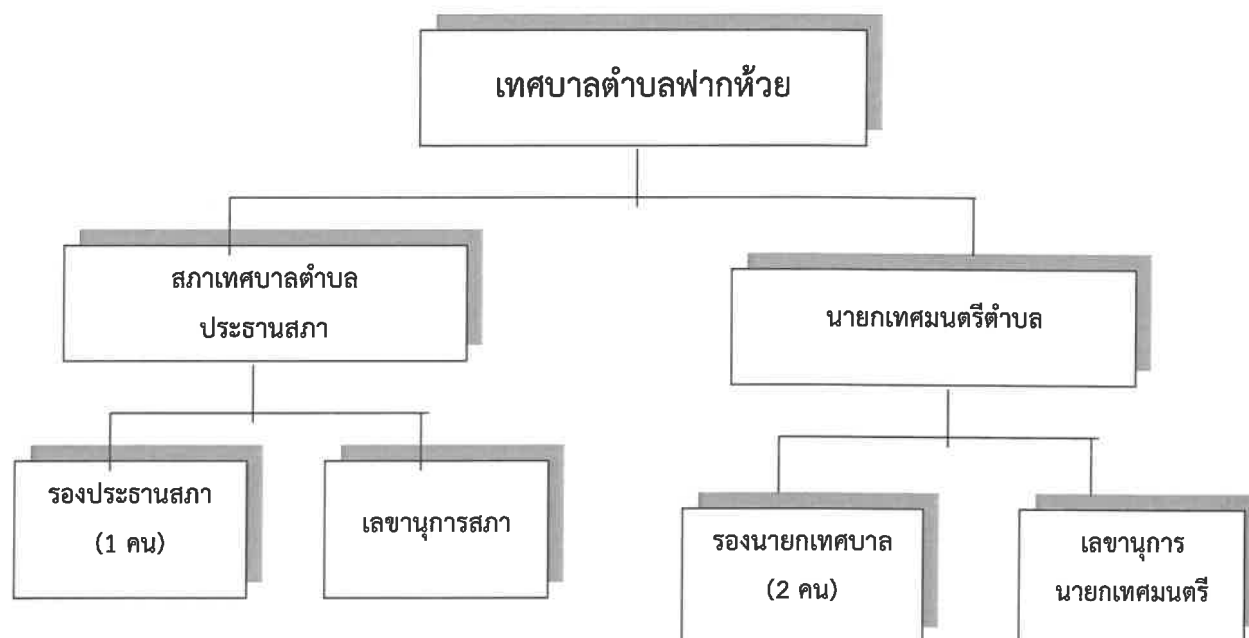 เทศบาลตำบลฟากห้วย
สภาเทศบาลตำบล
ประธานสภา
นายกเทศมนตรีตำบล
รองประธานสภา
(1 คน)
เลขานุการสภา
รองนายกเทศบาล
(2 คน)
เลขานุการ
นายกเทศมนตรี